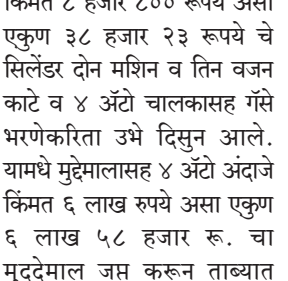 किंमत ८ हजार ८०० रूपये असा
एकुण ३८ हजार २३ रूपये चे
सिलेंडर दोन मशिन व तिन वजन
काटे व ४ ॲटो चालकासह गॅसे
भरणेकरिता उभे दिसुन आले.
यामधे मुद्देमालासह ४ ॲटो अंदाजे
किंमत ६ लाख रुपये असा एकुण
६ लाख ५८ हजार रू. चा
मुद्देमाल जप्त करून ताब्यात